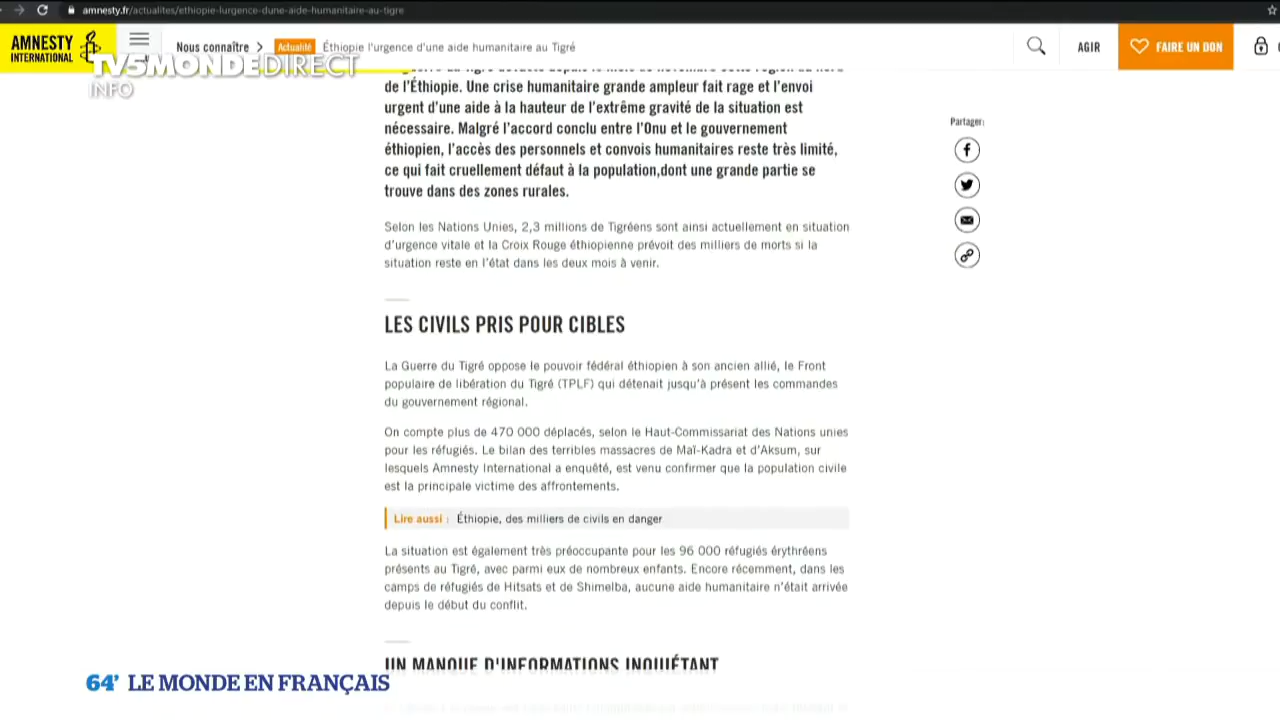 amnesty.fr/actualites/ethiopie-lurgence-dune-aide-humanitaire-au-tigre
AMNESTY
INTERNATIONAL
Nous connaître
Actualité
Éthiopie l'urgence d'une aide humanitaire au Tigré
AGIR
FAIRE UN DON
TV5MONDEDIRECT
INFO
de l'Éthiopie. Une crise humanitaire grande ampleur fait rage et l'envoi
urgent d'une aide à la hauteur de l'extrême gravité de la situation est
nécessaire. Malgré l'accord conclu entre l'Onu et le gouvernement
éthiopien, l'accès des personnels et convois humanitaires reste très limité,
ce qui fait cruellement défaut à la population,dont une grande partie se
trouve dans des zones rurales.
Partager:
Selon les Nations Unies, 2,3 millions de Tigréens sont ainsi actuellement en situation
d'urgence vitale et la Croix Rouge éthiopienne prévoit des milliers de morts si la
situation reste en l'état dans les deux mois à venir.
LES CIVILS PRIS POUR CIBLES
La Guerre du Tigré oppose le pouvoir fédéral éthiopien à son ancien allié, le Front
populaire de libération du Tigré (TPLF) qui détenait jusqu'à présent les commandes
du gouvernement régional.
On compte plus de 470 000 déplacés, selon le Haut-Commissariat des Nations unies
pour les réfugiés. Le bilan des terribles massacres de Maï-Kadra et d'Aksum, sur
lesquels Amnesty International a enquêté, est venu confirmer que la population civile
est la principale victime des affrontements.
Lire aussi : Éthiopie, des milliers de civils en danger
La situation est également très préoccupante pour les 96 000 réfugiés érythréens
présents au Tigré, avec parmi eux de nombreux enfants. Encore récemment, dans les
camps de réfugiés de Hitsats et de Shimelba, aucune aide humanitaire n'était arrivée
depuis le début du conflit.
UN MANQUE D'INFORMATIONS INQUIÉTANT
64' LE MONDE EN FRANÇAIS